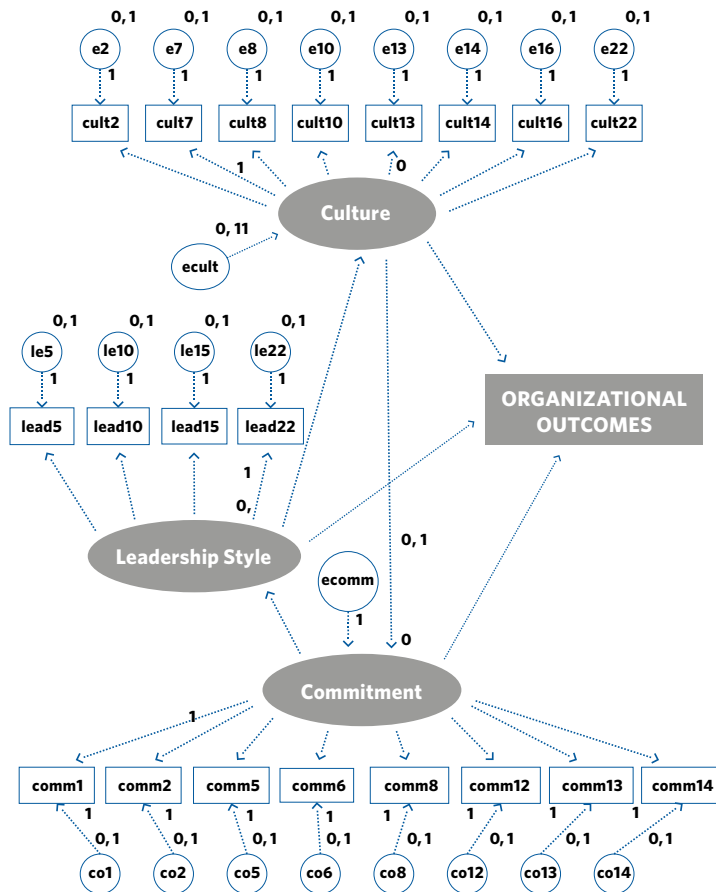 0, 1 0, 1 0, 1 0, 1 0, 1 0, 1 0, 1 0, 1
e2 e7 e8 e10 e13 e14 e16 e22
1 1 1 1 1 1 1 1
cult2 cult7 cult8 cult10 cult13 cult14 cult16 cult22
1 0
Culture
0, 11
ecult
0, 1 0, 1 0, 1 0, 1
le5 le10 le15 le22
1 1 1 1
lead5 lead10 lead15 lead22
ORGANIZATIONAL
OUTCOMES
1
0,
0, 1
Leadership Style
ecomm
1
0
Commitment
1
comm1 comm2 comm5 comm6 comm8 comm12 comm13 comm14
1 1 1 1 1 1 1 1
0, 1 0, 1 0, 1 0, 1 0, 1 0, 1 0, 1
co1 co2 co5 co6 co8 co12 co13 co14